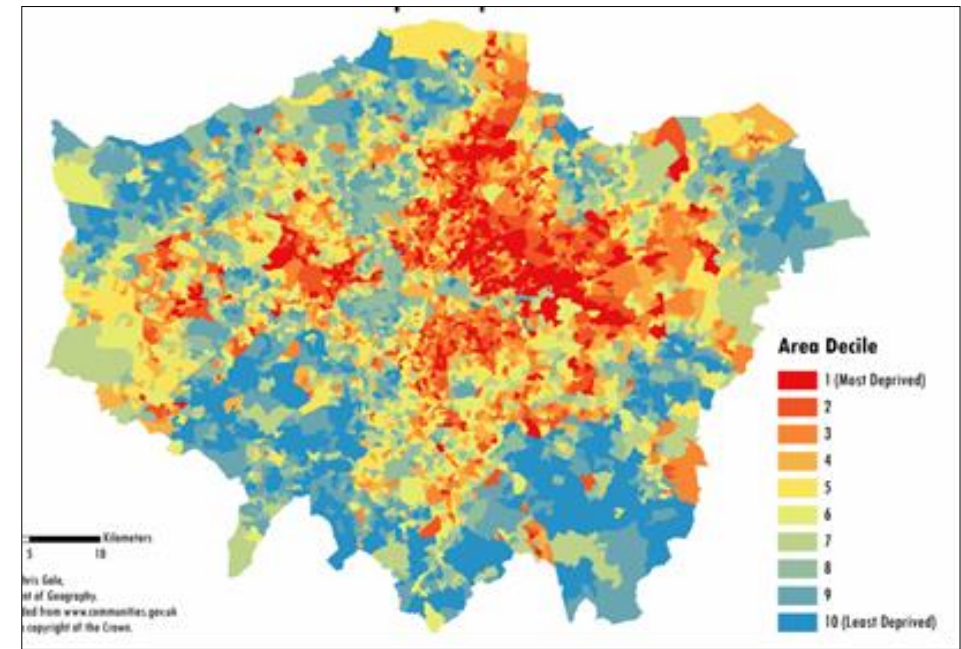 Area Decile
1 (Most Deprived)
2
3
4
5
6
7
8
9
10 (Least Deprived)
Kilometers
5 10
hris Gale,
nt of Geography.
ded from www.communities.gov.uk
copyright of the Crown.